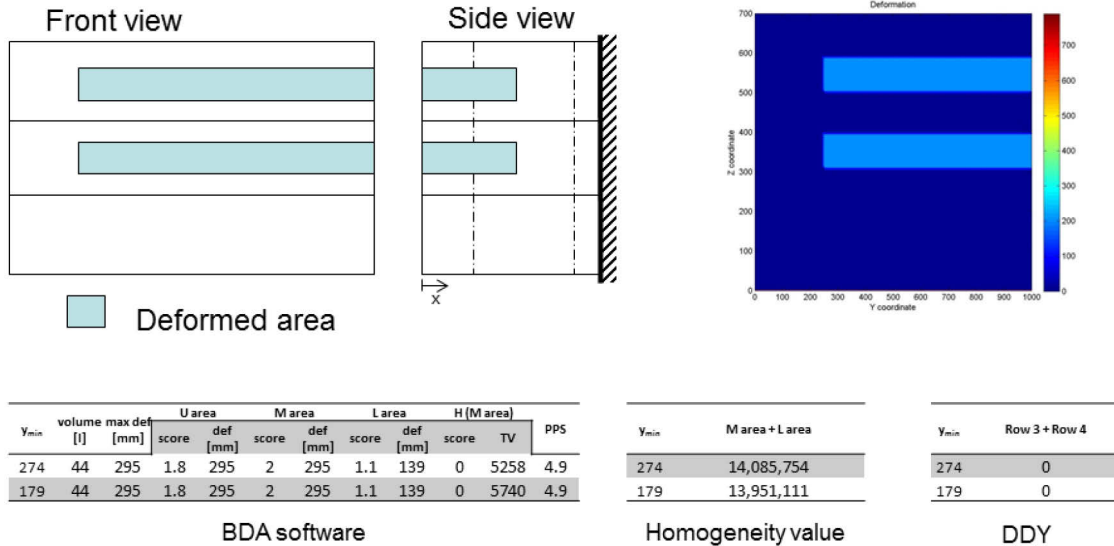 Front view
Side view
x
Deformed area
Deformation
700
600
500
400
300
200
100
0
Z coordinate
0 100 200 300 400 500 600 700 800 900 1000
Y coordinate
700
600
500
400
300
200
100
0
U area M area L area H (M area)
ymin volume [l] max def [mm] score def [mm] score def [mm] score def [mm] score TV PPS
274 44 295 1.8 295 2 295 1.1 139 0 5258 4.9
179 44 295 1.8 295 2 295 1.1 139 0 5740 4.9
BDA software
ymin M area + L area
274 14,085,754
179 13,951,111
Homogeneity value
ymin Row 3 + Row 4
274 0
179 0
DDY